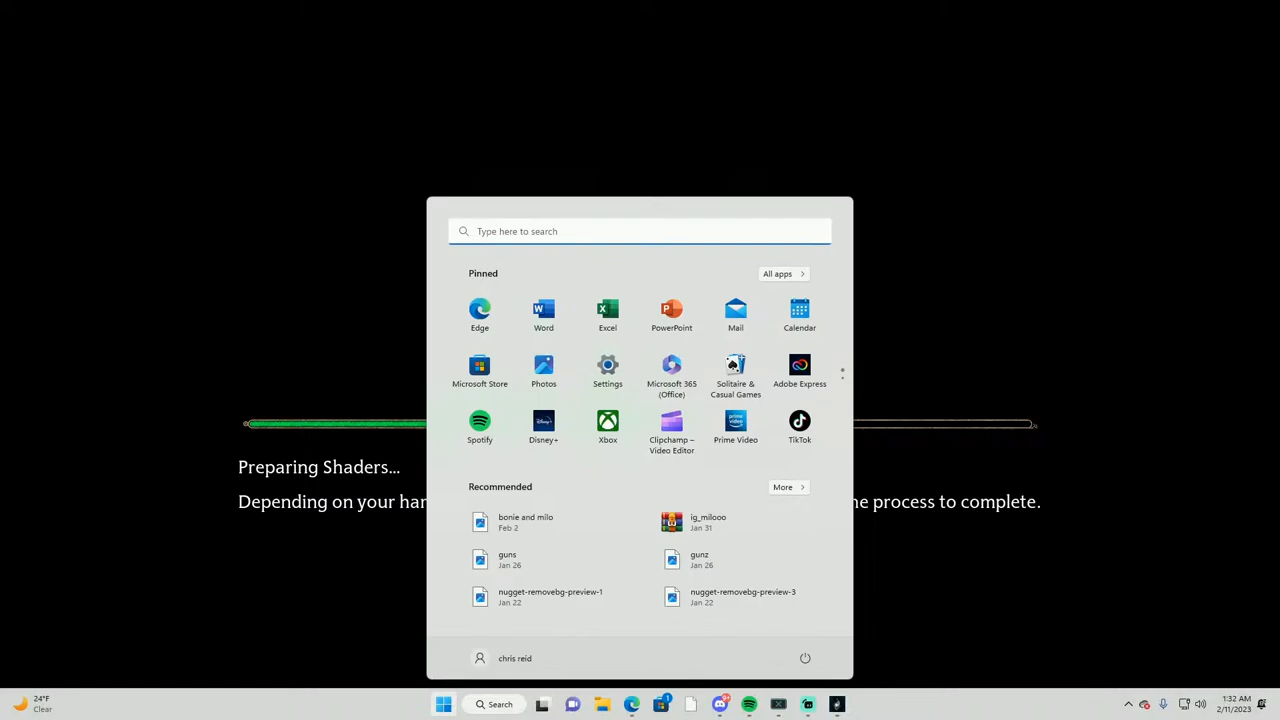 Type here to search
Pinned
All apps
Edge
Word
Excel
PowerPoint
Mail
Calendar
Microsoft Store
Photos
Settings
Microsoft 365
(Office)
Solitaire &
Casual Games
Adobe Express
Spotify
Disney+
Xbox
Clipchamp –
Video Editor
Prime Video
TikTok
Preparing Shaders...
Depending on your har
e process to complete.
Recommended
More
bonie and milo
Feb 2
ig_milooo
Jan 31
guns
Jan 26
gunz
Jan 26
nugget-removebg-preview-1
Jan 22
nugget-removebg-preview-3
Jan 22
chris reid
24°F
Clear
Search
1
9+
1:32 AM
2/11/2023